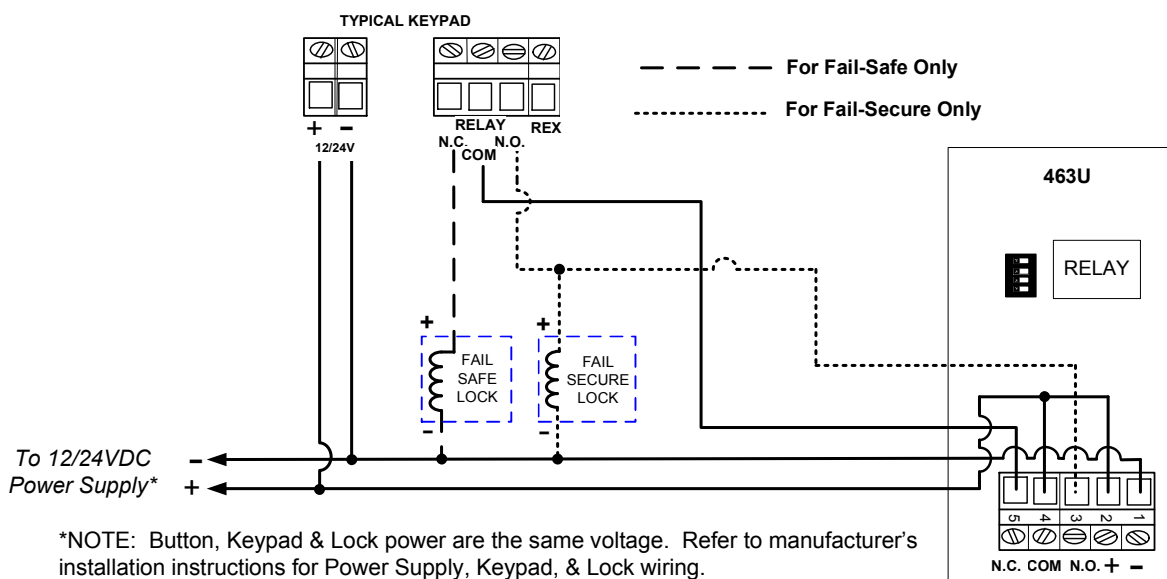 TYPICAL KEYPAD
For Fail-Safe Only
For Fail-Secure Only
+ -
12/24V
RELAY
REX
N.C. N.O.
COM
463U
RELAY
+
+
FAIL
SAFE
LOCK
FAIL
SECURE
LOCK
-
-
To 12/24VDC -
Power Supply* +
5 4 3 2 1
N.C. COM N.O. + -
*NOTE: Button, Keypad & Lock power are the same voltage. Refer to manufacturer's
installation instructions for Power Supply, Keypad, & Lock wiring.